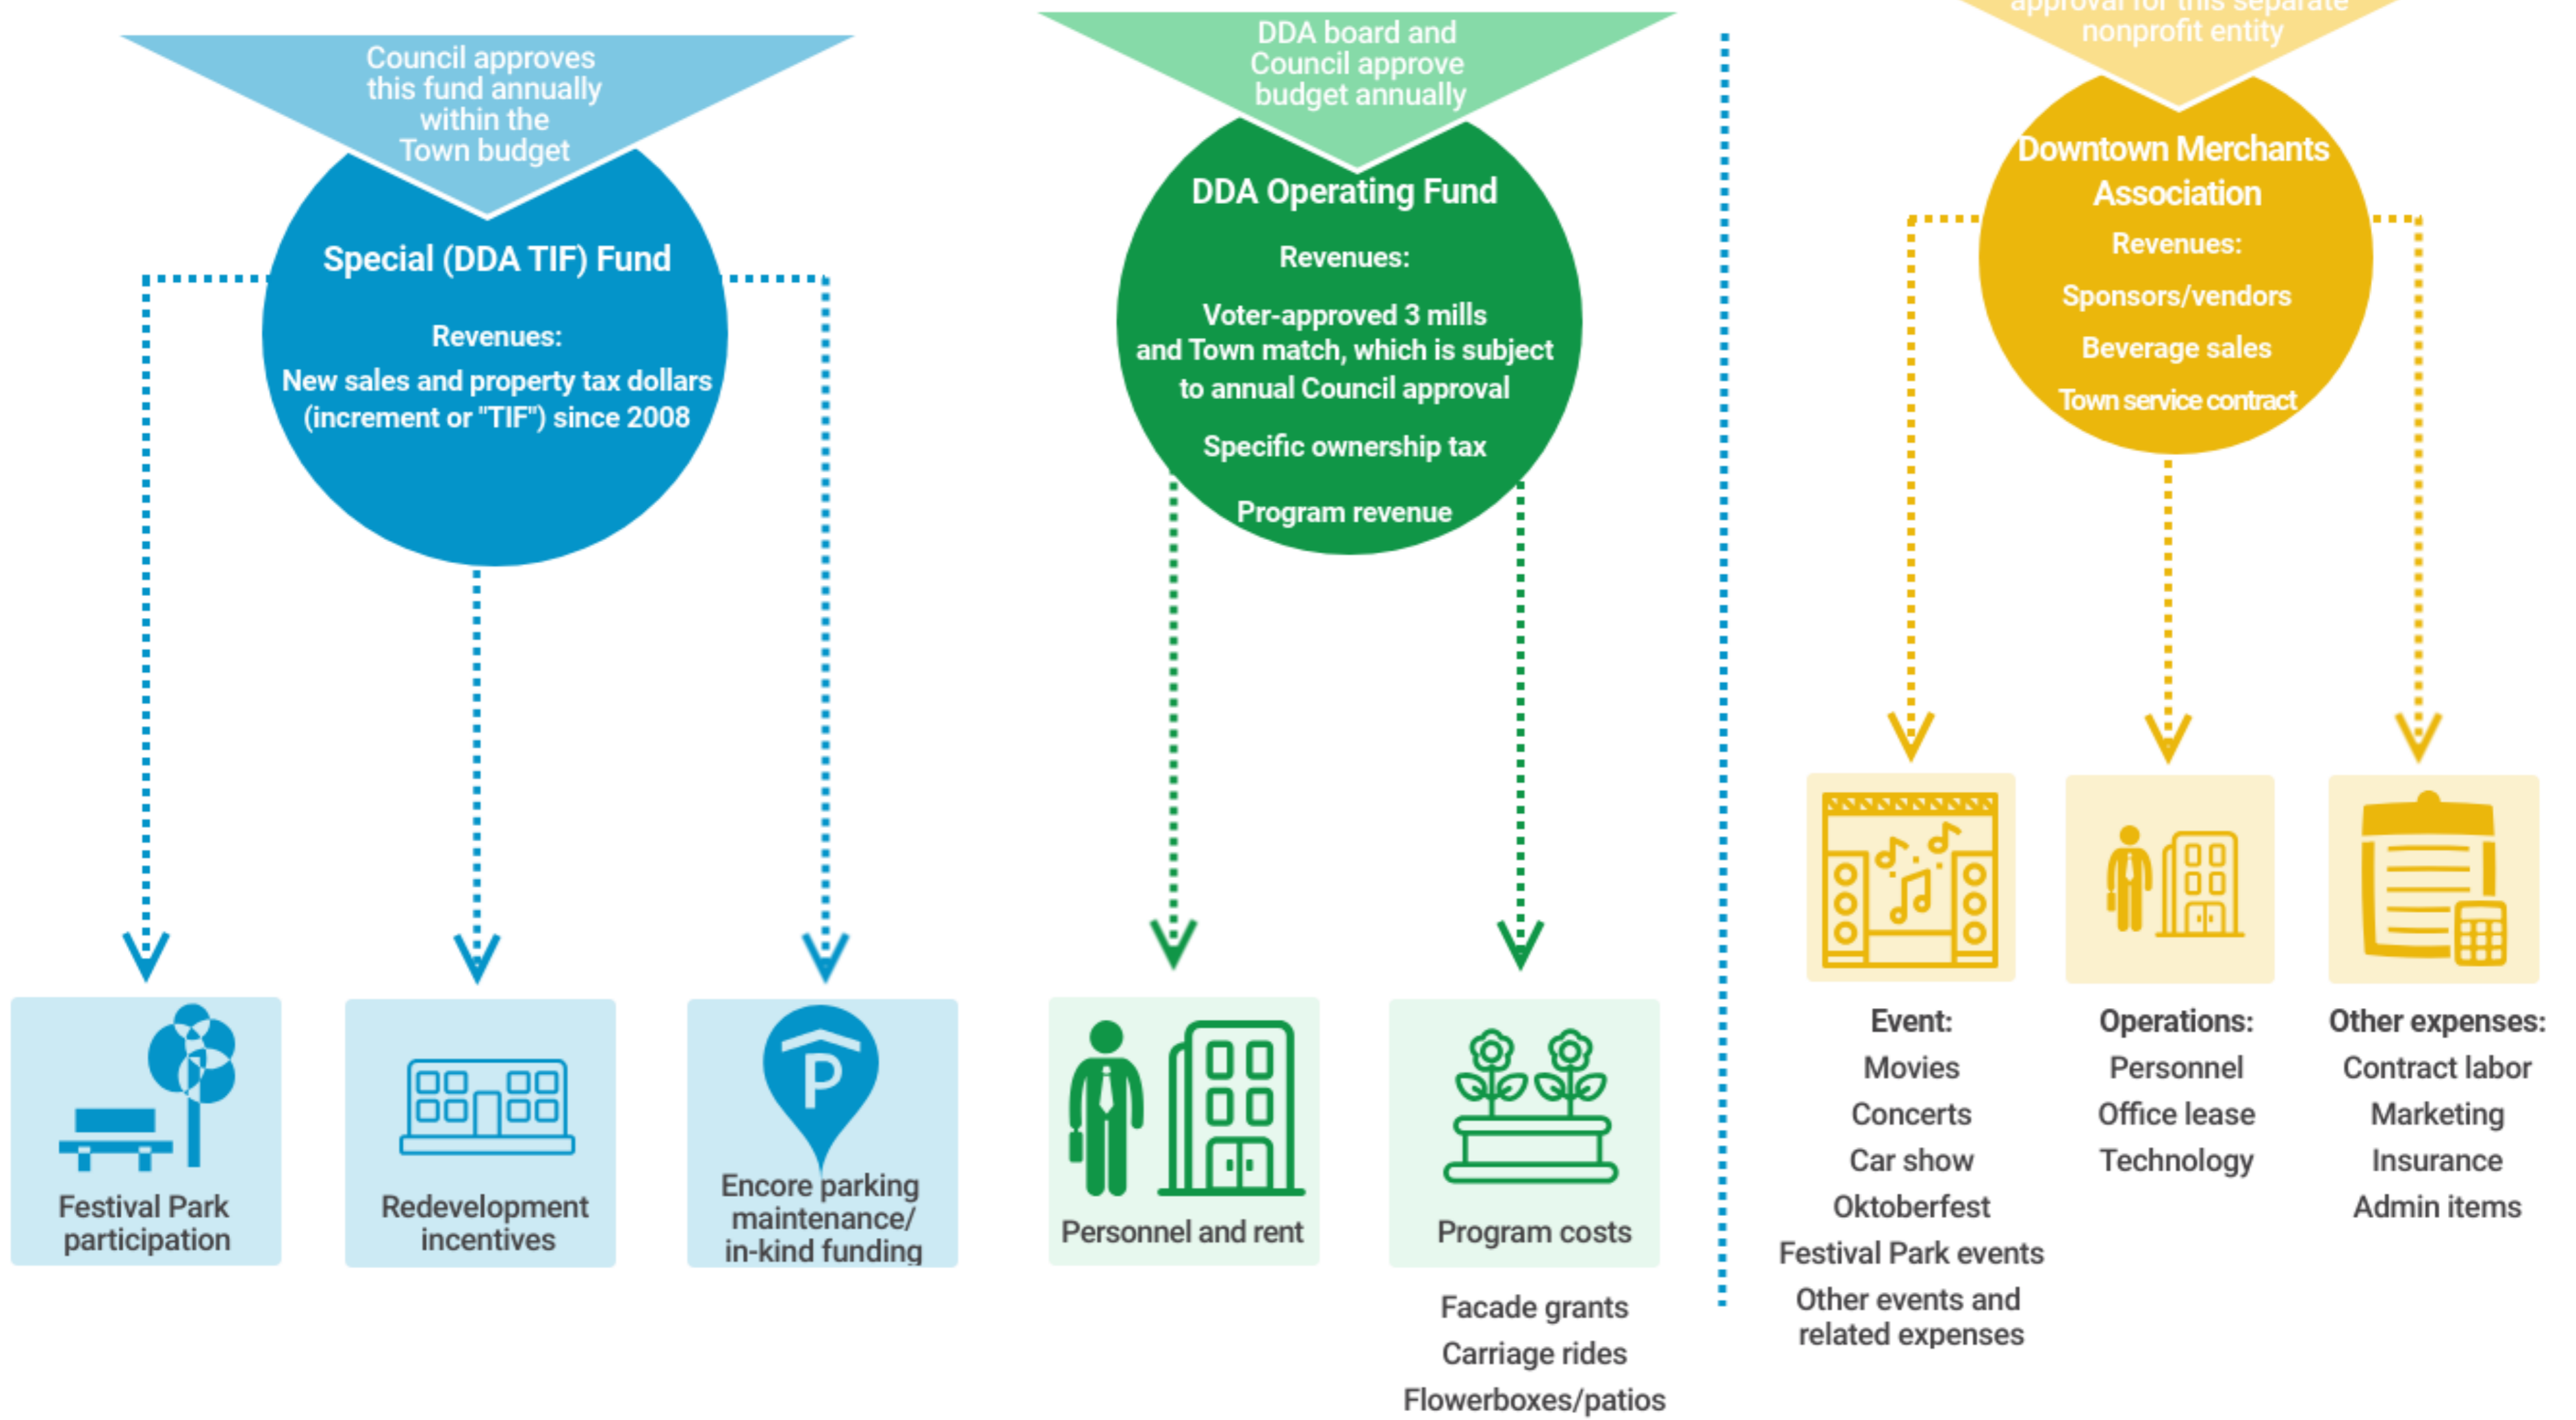 Council approves
this fund annually
within the
Town budget
Special (DDA TIF) Fund
Revenues:
New sales and property tax dollars
(increment or "TIF") since 2008
Festival Park
participation
Redevelopment
incentives
P
Encore parking
maintenance/
in-kind funding
DDA board and
Council approve
budget annually
DDA Operating Fund
Revenues:
Voter-approved 3 mills
and Town match, which is subject
to annual Council approval
Specific ownership tax
Program revenue
Personnel and rent
Program costs
Facade grants
Carriage rides
Flowerboxes/patios
approval for this separate
nonprofit entity
Downtown Merchants
Association
Revenues:
Sponsors/vendors
Beverage sales
Town service contract
Event:
Movies
Concerts
Car show
Oktoberfest
Festival Park events
Other events and
related expenses
Operations:
Personnel
Office lease
Technology
Other expenses:
Contract labor
Marketing
Insurance
Admin items